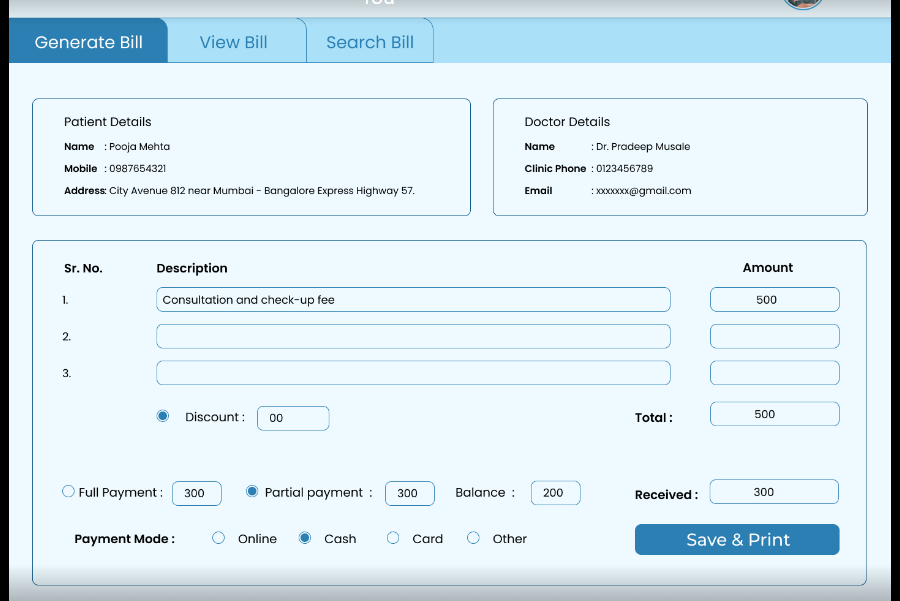 You
Generate Bill View Bill Search Bill
Patient Details
Name : Pooja Mehta
Mobile : 0987654321
Address: City Avenue 812 near Mumbai - Bangalore Express Highway 57.
Doctor Details
Name : Dr. Pradeep Musale
Clinic Phone : 0123456789
Email : xxxxxxx@gmail.com
Sr. No. Description Amount
1. Consultation and check-up fee 500
2.
3.
Discount : 00 Total : 500
Full Payment : 300 Partial payment : 300 Balance : 200 Received : 300
Payment Mode : Online Cash Card Other Save & Print